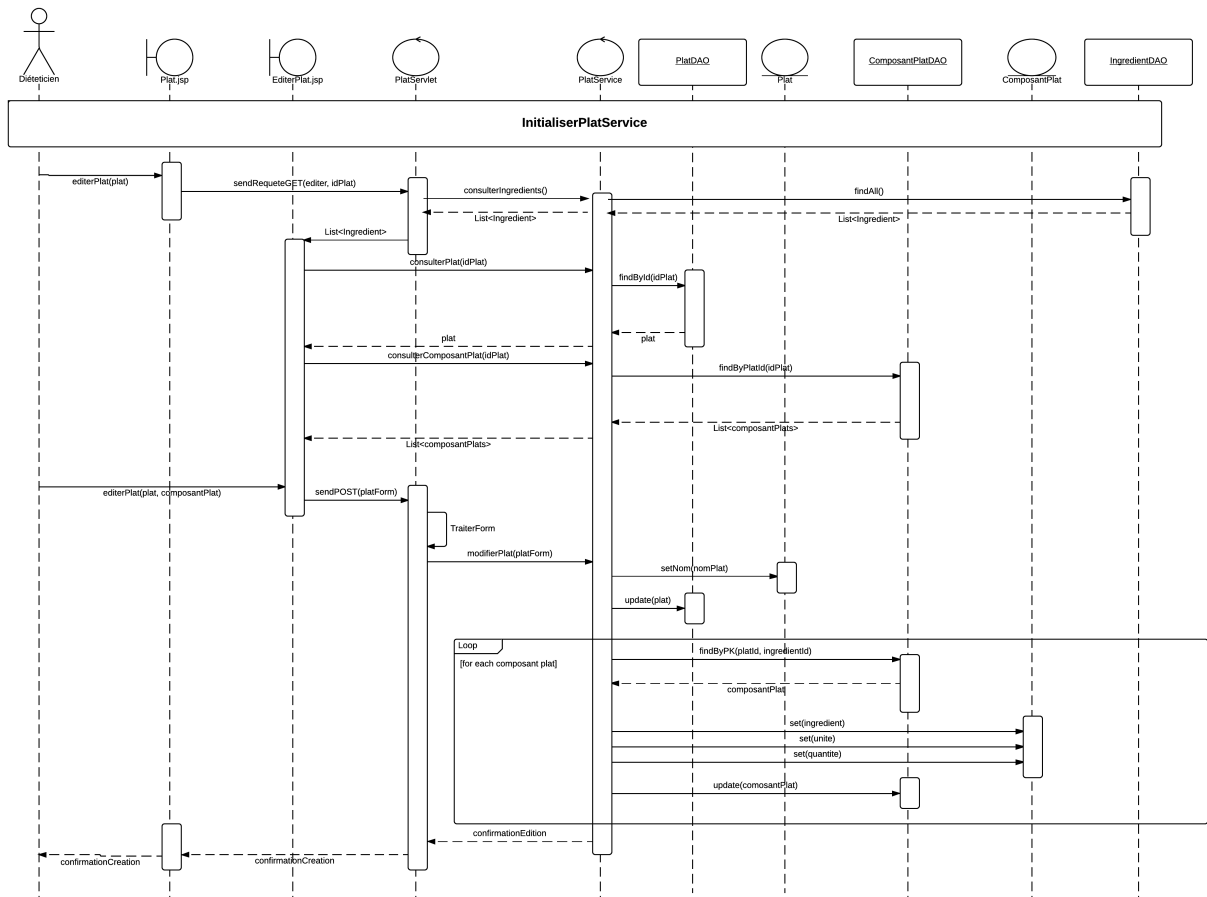 Diéteticien
Plat.jsp
EditerPlat.jsp
PlatServlet
PlatService
PlatDAO
Plat
ComposantPlatDAO
ComposantPlat
IngredientDAO
InitialiserPlatService
editerPlat(plat)
sendRequeteGET(editer, idPlat)
consulterIngredients()
findAll()
List<Ingredient>
List<Ingredient>
List<Ingredient>
consulterPlat(idPlat)
findById(idPlat)
plat
plat
consulterComposantPlat(idPlat)
findByPlatId(idPlat)
List<composantPlats>
List<composantPlats>
editerPlat(plat, composantPlat)
sendPOST(platForm)
TraiterForm
modifierPlat(platForm)
setNom(nomPlat)
update(plat)
Loop
[for each composant plat]
findByPK(platId, ingredientId)
composantPlat
set(ingredient)
set(unite)
set(quantite)
update(comosantPlat)
confirmationEdition
confirmationCreation
confirmationCreation